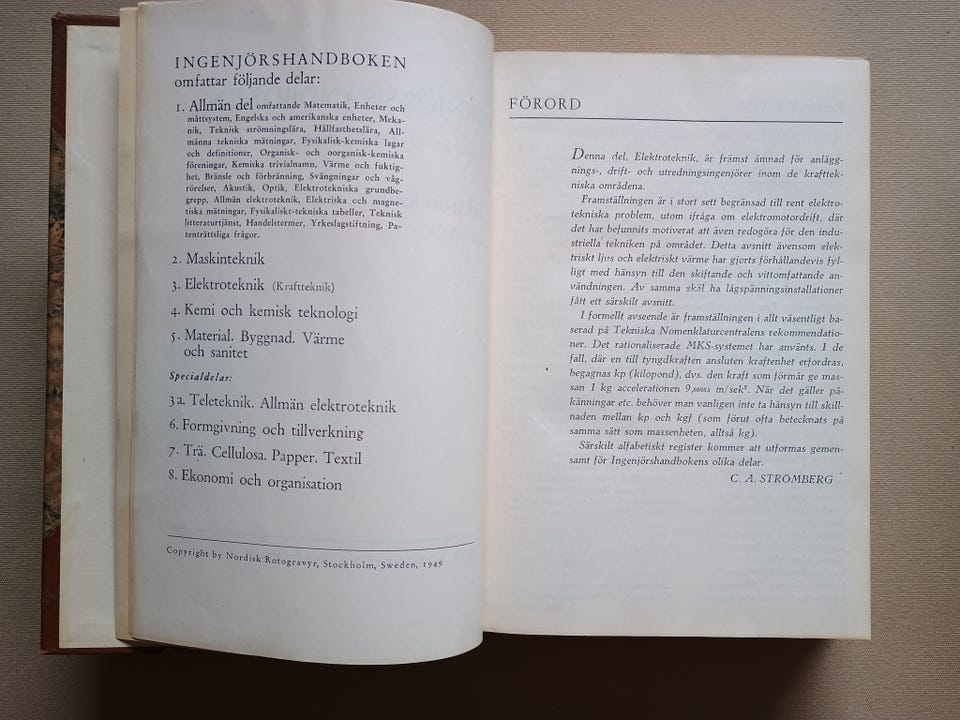 INGENJÖRSHANDBOKEN
omfattar följande delar:
1. Allmän del omfattande Matematik, Enheter och
måttsystem, Engelska och amerikanska enheter, Meka-
nik, Teknisk strömningslära, Hållfasthetslära, All-
männa tekniska mätningar, Fysikalisk-kemiska lagar
och definitioner, Organisk- och oorganisk-kemiska
föreningar, Kemiska trivialnamn, Värme och fuktig-
het, Bränsle och förbränning, Svängningar och våg-
rörelser, Akustik, Optik, Elektrotekniska grundbe-
grepp, Allmän elektroteknik, Elektriska och magne-
tiska mätningar, Fysikaliskt-tekniska tabeller, Teknisk
litteraturtjänst, Handelstermer, Yrkeslagstiftning, Pa-
tenträttsliga frågor.
2. Maskinteknik
3. Elektroteknik (Kraftteknik)
4. Kemi och kemisk teknologi
5. Material. Byggnad. Värme
och sanitet
Specialdelar:
3 a. Teleteknik. Allmän elektroteknik
6. Formgivning och tillverkning
7. Trä. Cellulosa. Papper. Textil
8. Ekonomi och organisation
Copyright by Nordisk Rotogravyr, Stockholm, Sweden, 1949
FÖRORD
Denna del, Elektroteknik, är främst ämnad för anlägg-
nings-, drift- och utredningsingenjörer inom de krafttek-
niska områdena.
Framställningen är i stort sett begränsad till rent elektro-
tekniska problem, utom ifråga om elektromotordrift, där
det har befunnits motiverat att även redogöra för den indu-
striella tekniken på området. Detta avsnitt ävensom elek-
triskt ljus och elektriskt värme har gjorts förhållandevis fyl-
ligt med hänsyn till den skiftande och vittomfattande an-
vändningen. Av samma skäl ha lågspänningsinstallationer
fått ett särskilt avsnitt.
I formellt avseende är framställningen i allt väsentligt ba-
serad på Tekniska Nomenklaturcentralens rekommendatio-
ner. Det rationaliserade MKS-systemet har använts. I de
fall, där en till tyngdkraften ansluten kraftenhet erfordras,
begagnas kp (kilopond), dvs. den kraft som förmår ge mas-
san 1 kg accelerationen 9,80665 m/sek². När det gäller på-
känningar etc. behöver man vanligen inte ta hänsyn till skill-
naden mellan kp och kgf (som förut ofta betecknats på
samma sätt som massenheten, alltså kg).
Särskilt alfabetiskt register kommer att utformas gemen-
samt för Ingenjörshandbokens olika delar.
C. A. STRÖMBERG